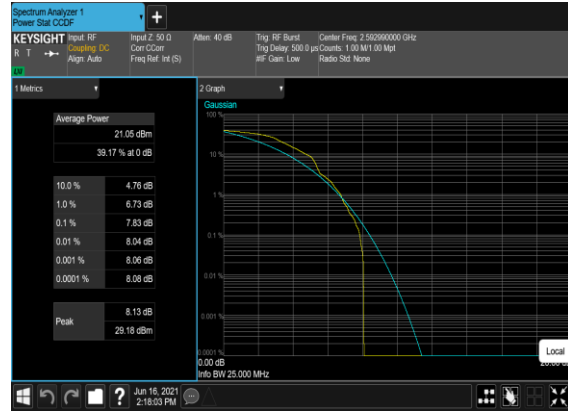 Spectrum Analyzer 1
Power Stat CCDF
KEYSIGHT
R T
LXI
Input: RF
Coupling: DC
Align: Auto
Input Z: 50 Ω
Corr CCorr
Freq Ref: Int (S)
Atten: 40 dB
Trig: RF Burst
Trig Delay: 500.0 µs
#IF Gain: Low
Center Freq: 2.592990000 GHz
Counts: 1.00 M/1.00 Mpt
Radio Std: None
1 Metrics
Average Power
21.05 dBm
39.17 % at 0 dB
10.0 % 4.76 dB
1.0 % 6.73 dB
0.1 % 7.83 dB
0.01 % 8.04 dB
0.001 % 8.06 dB
0.0001 % 8.08 dB
Peak
8.13 dB
29.18 dBm
2 Graph
Gaussian
100 %
10 %
1 %
0.1 %
0.01 %
0.001 %
0.0001 %
0.00 dB
Info BW 25.000 MHz
Local
Jun 16, 2021
2:18:03 PM